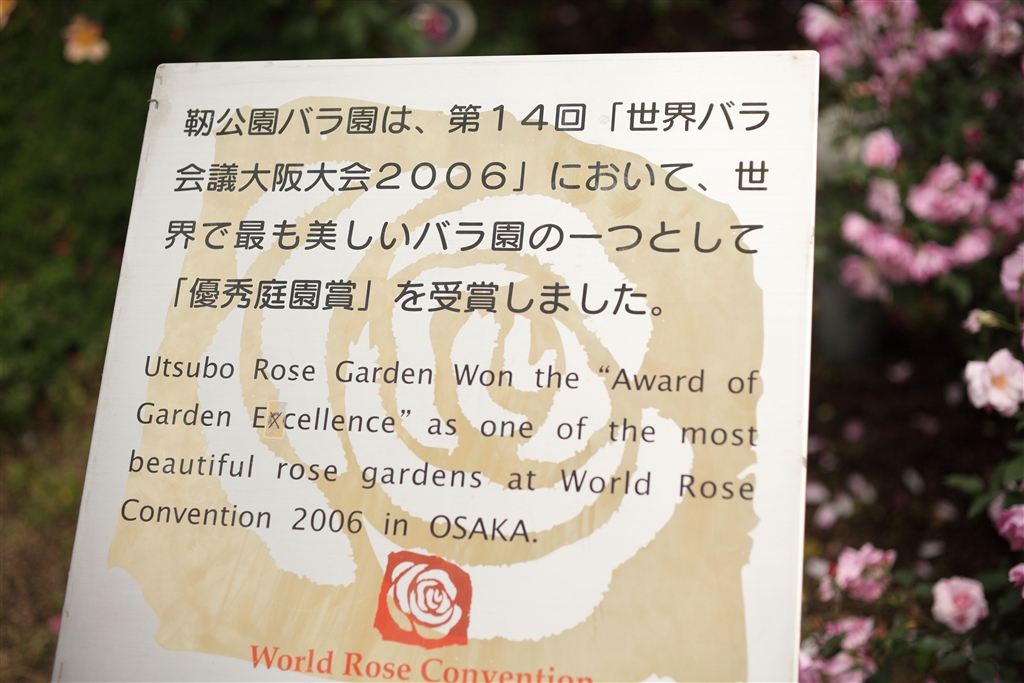 靭公園バラ園は、第１４回「世界バラ
会議大阪大会２００６」において、世
界で最も美しいバラ園の一つとして
「優秀庭園賞」を受賞しました。
Utsubo Rose Garden Won the “Award of
Garden Excellence” as one of the most
beautiful rose gardens at World Rose
Convention 2006 in OSAKA.
World Rose Convention